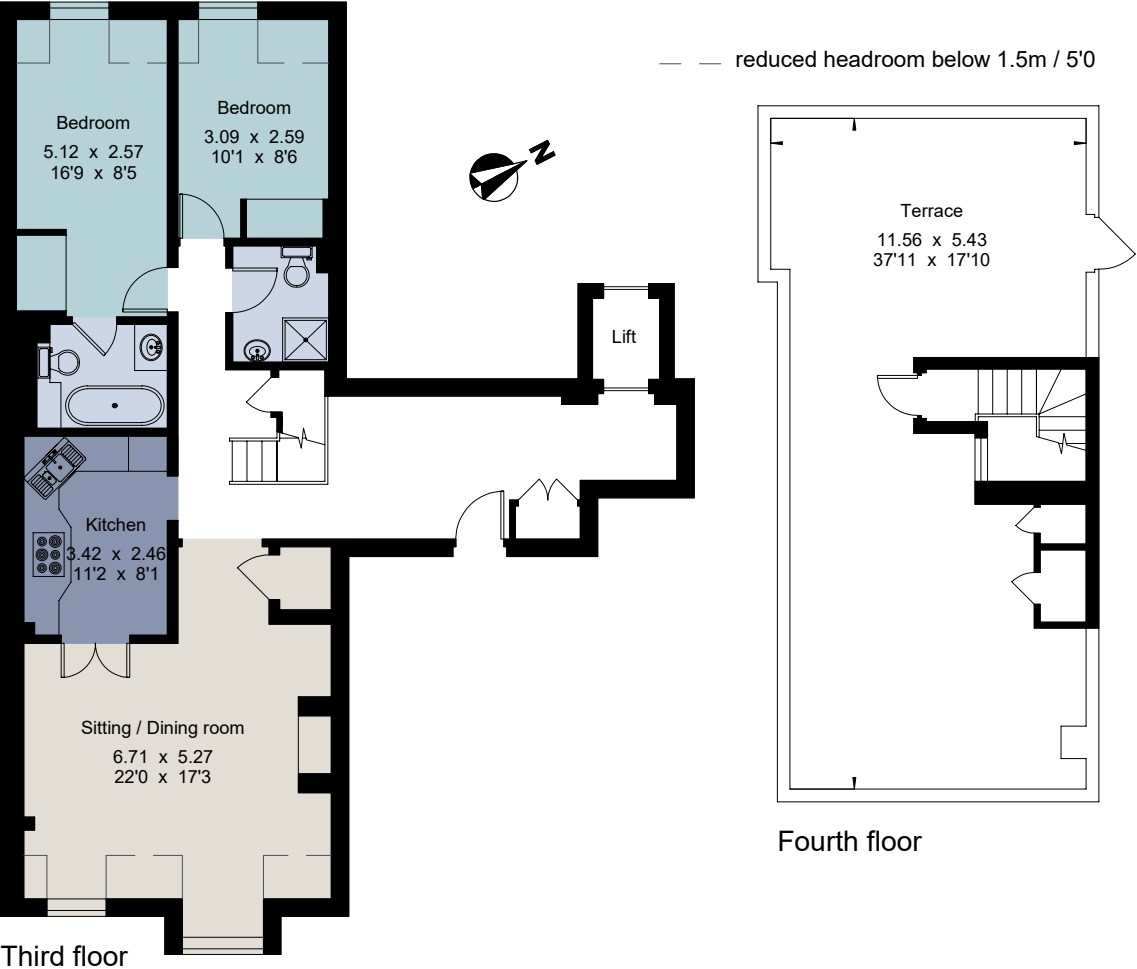 reduced headroom below 1.5m / 5'0
Bedroom
5.12 x 2.57
16'9 x 8'5
Bedroom
3.09 x 2.59
10'1 x 8'6
N
Terrace
11.56 x 5.43
37'11 x 17'10
Lift
Kitchen
3.42 x 2.46
11'2 x 8'1
Sitting / Dining room
6.71 x 5.27
22'0 x 17'3
Fourth floor
Third floor